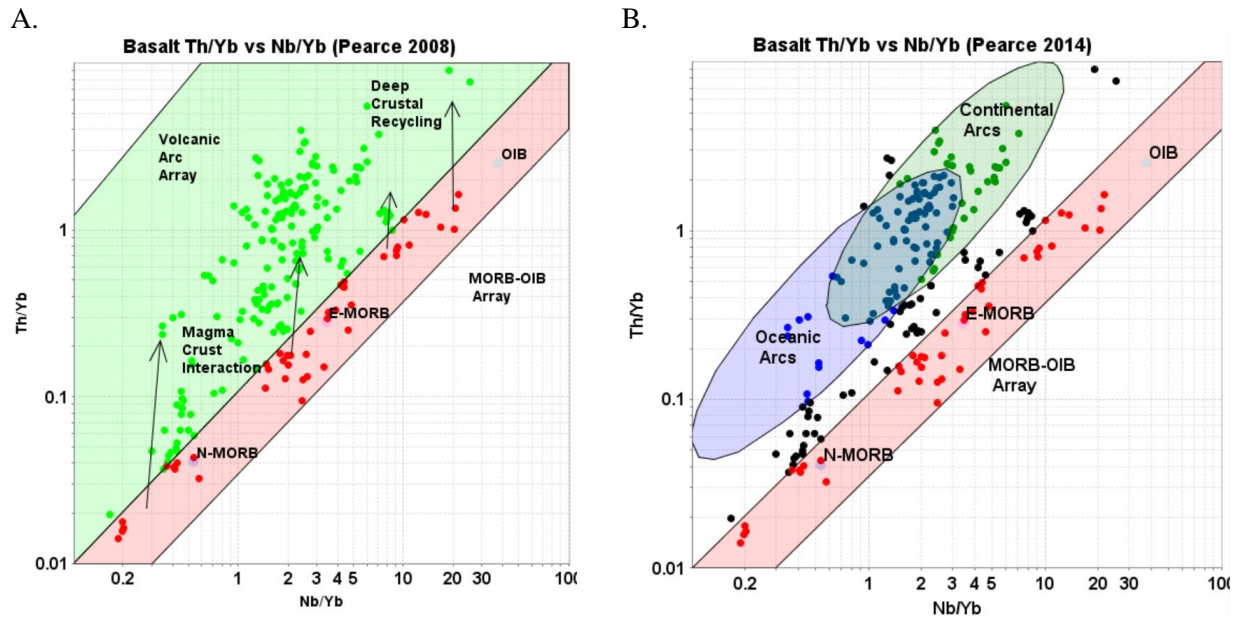 A.
Basalt Th/Yb vs Nb/Yb (Pearce 2008)
Deep
Crustal
Recycling
Volcanic
Arc
Array
OIB
1
MORB-OIB
Array
Th/Yb
E-MORB
Magma
Crust
Interaction
0.1
N-MORB
0.01
0.2 1 2 3 4 5 10 20 30 100
Nb/Yb
B.
Basalt Th/Yb vs Nb/Yb (Pearce 2014)
Continental
Arcs
OIB
1
Th/Yb
E-MORB
Oceanic
Arcs
MORB-OIB
Array
0.1
N-MORB
0.01
0.2 1 2 3 4 5 10 20 30 100
Nb/Yb